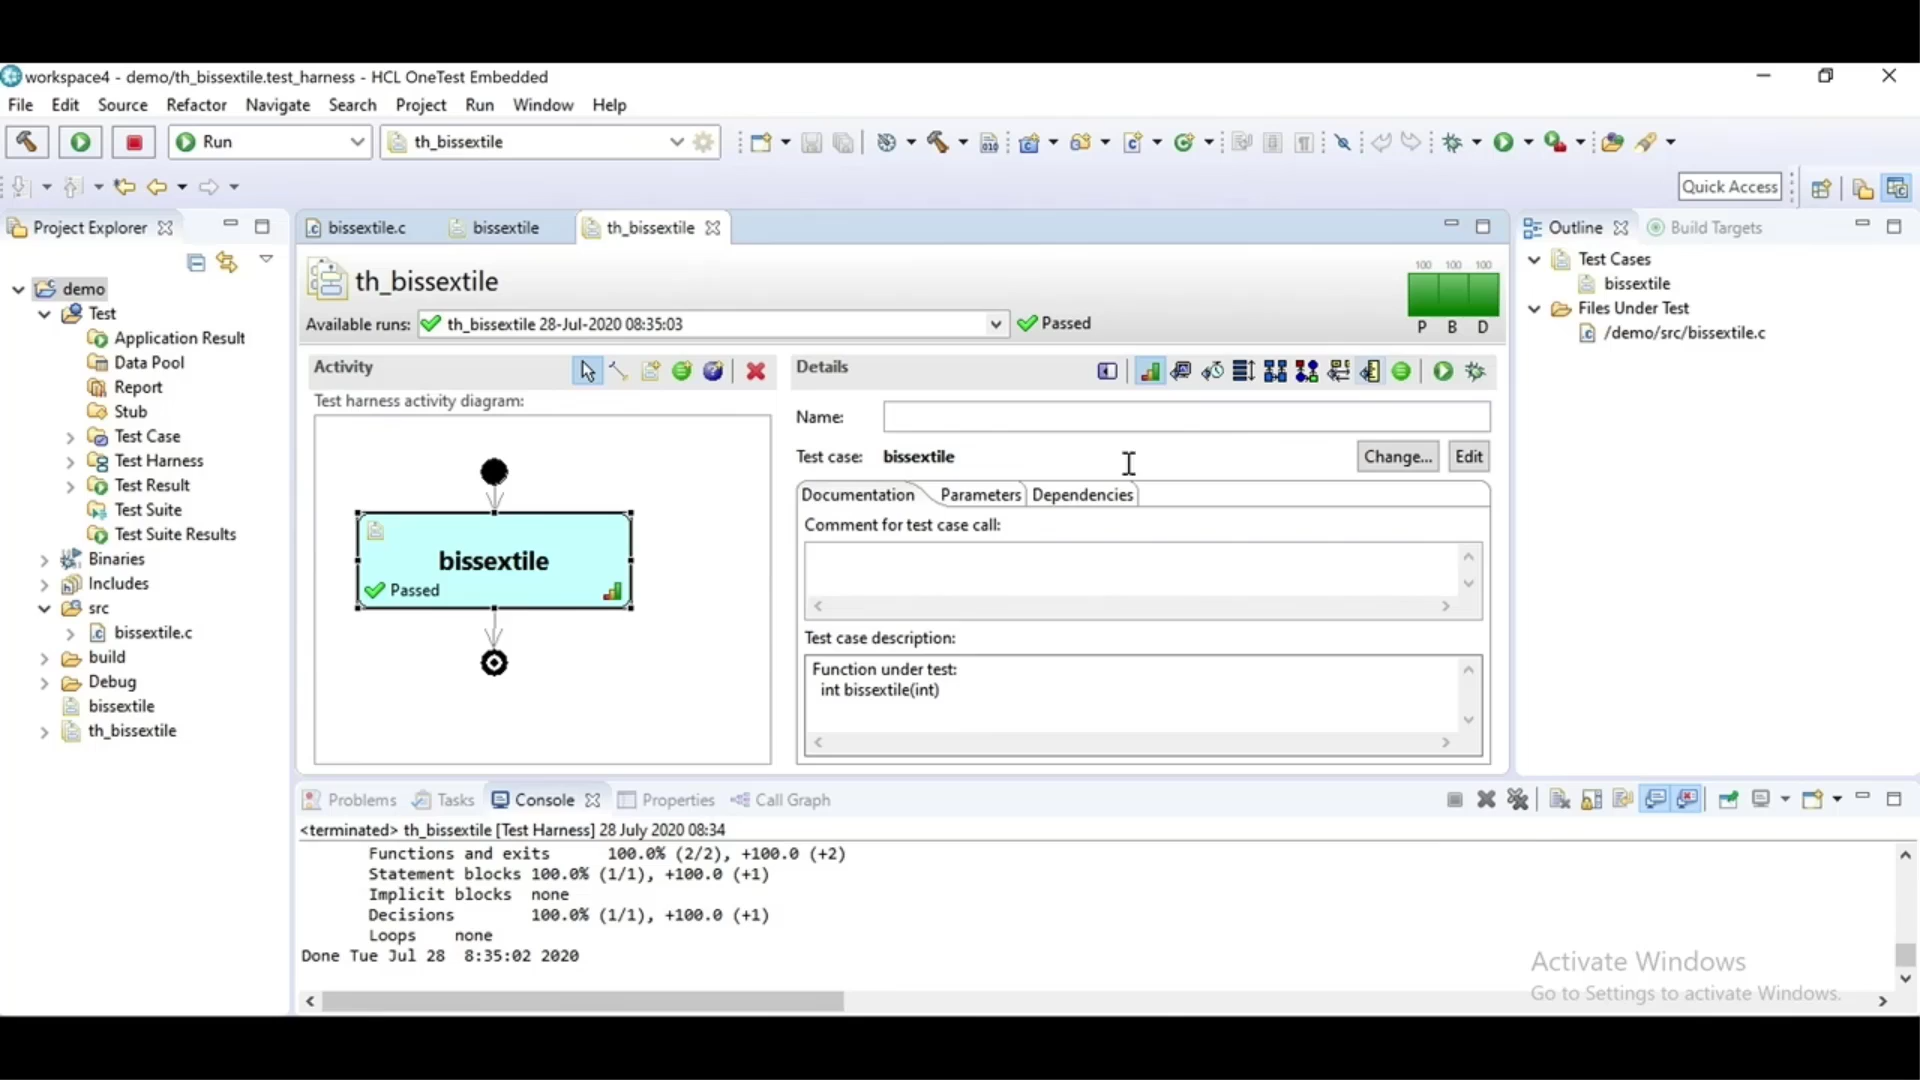 workspace4 - demo/th_bissextile.test_harness - HCL OneTest Embedded
File Edit Source Refactor Navigate Search Project Run Window Help
Run th_bissextile
Quick Access
Project Explorer
demo
Test
Application Result
Data Pool
Report
Stub
Test Case
Test Harness
Test Result
Test Suite
Test Suite Results
Binaries
Includes
src
bissextile.c
build
Debug
bissextile
th_bissextile
bissextile.c bissextile th_bissextile
th_bissextile
100 100 100
P B D
Available runs: th_bissextile 28-Jul-2020 08:35:03 Passed
Activity
Test harness activity diagram:
bissextile
Passed
Details
Name:
Test case: bissextile Change... Edit
Documentation Parameters Dependencies
Comment for test case call:
Test case description:
Function under test:
int bissextile(int)
Outline Build Targets
Test Cases
bissextile
Files Under Test
/demo/src/bissextile.c
Problems Tasks Console Properties Call Graph
<terminated> th_bissextile [Test Harness] 28 July 2020 08:34
Functions and exits 100.0% (2/2), +100.0 (+2)
Statement blocks 100.0% (1/1), +100.0 (+1)
Implicit blocks none
Decisions 100.0% (1/1), +100.0 (+1)
Loops none
Done Tue Jul 28 8:35:02 2020
Activate Windows
Go to Settings to activate Windows.